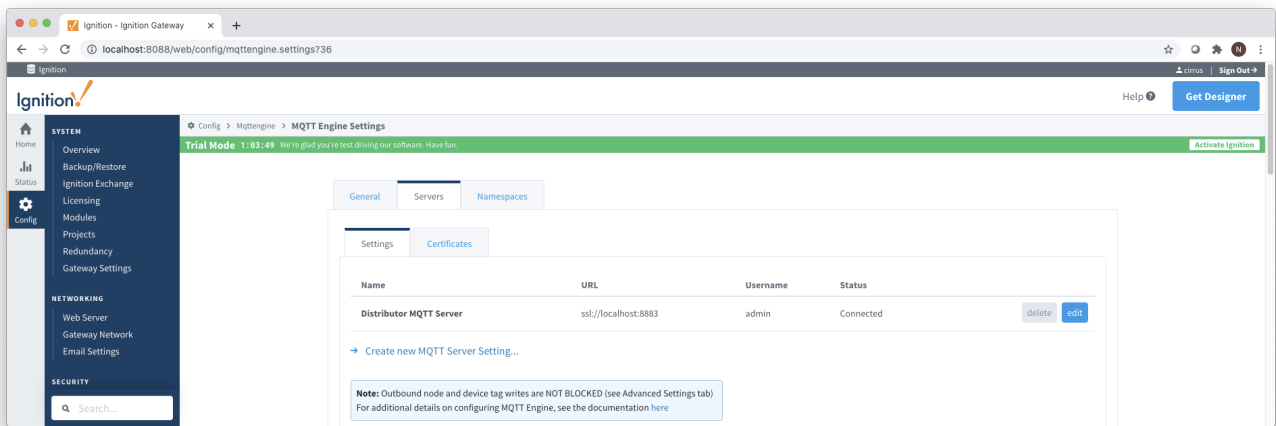 Ignition - Ignition Gateway
localhost:8088/web/config/mqttengine.settings?36
N
Ignition
cirrus | Sign Out
Ignition!
Help
Get Designer
Home
Status
Config
SYSTEM
Overview
Backup/Restore
Ignition Exchange
Licensing
Modules
Projects
Redundancy
Gateway Settings
NETWORKING
Web Server
Gateway Network
Email Settings
SECURITY
Search...
Config > Mqttengine > MQTT Engine Settings
Trial Mode 1:03:49 We're glad you're test driving our software. Have fun.
Activate Ignition
General Servers Namespaces
Settings Certificates
Name URL Username Status
Distributor MQTT Server ssl://localhost:8883 admin Connected delete edit
→ Create new MQTT Server Setting...
Note: Outbound node and device tag writes are NOT BLOCKED (see Advanced Settings tab)
For additional details on configuring MQTT Engine, see the documentation here